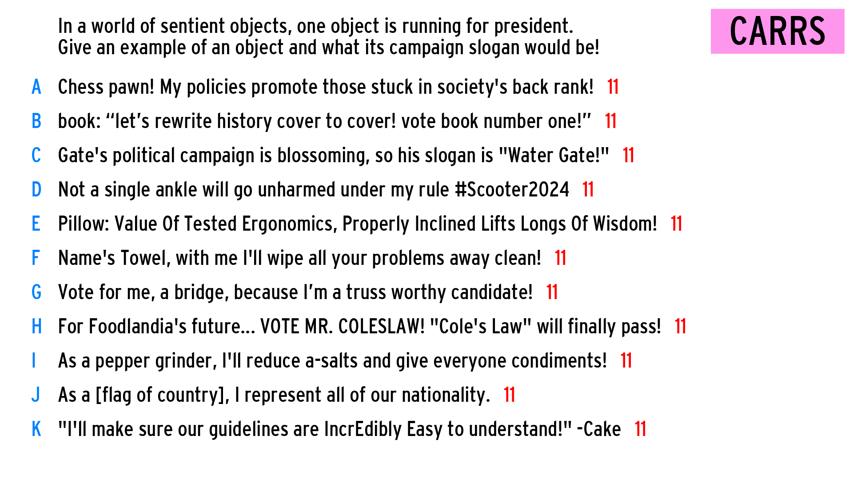 In a world of sentient objects, one object is running for president.
Give an example of an object and what its campaign slogan would be!
CARRS
A Chess pawn! My policies promote those stuck in society's back rank! 11
B book: “let’s rewrite history cover to cover! vote book number one!” 11
C Gate's political campaign is blossoming, so his slogan is "Water Gate!" 11
D Not a single ankle will go unharmed under my rule #Scooter2024 11
E Pillow: Value Of Tested Ergonomics, Properly Inclined Lifts Longs Of Wisdom! 11
F Name's Towel, with me I'll wipe all your problems away clean! 11
G Vote for me, a bridge, because I’m a truss worthy candidate! 11
H For Foodlandia's future... VOTE MR. COLESLAW! "Cole's Law" will finally pass! 11
I As a pepper grinder, I'll reduce a-salts and give everyone condiments! 11
J As a [flag of country], I represent all of our nationality. 11
K "I'll make sure our guidelines are IncrEdibly Easy to understand!" -Cake 11